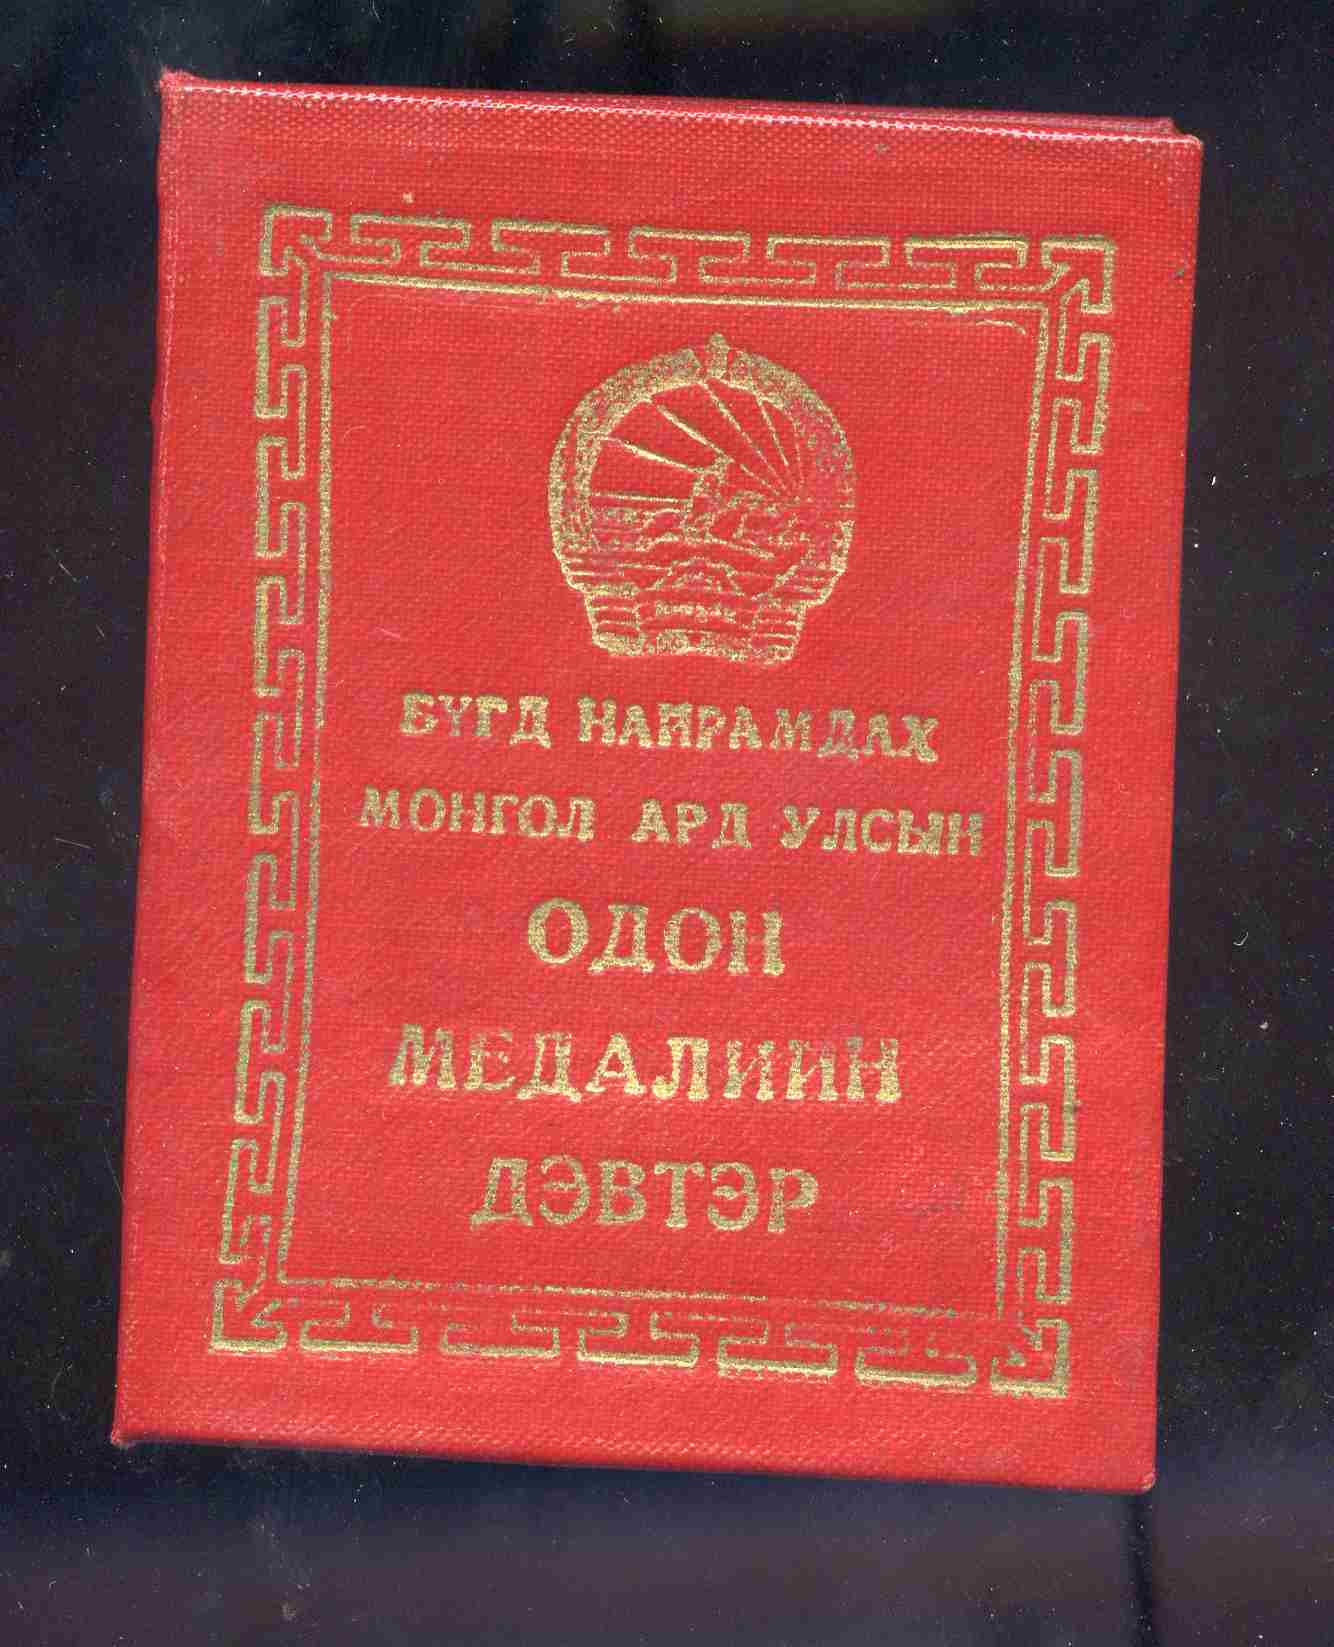 БҮГД НАЙРАМДАХ
МОНГОЛ АРД УЛСЫН
ОДОН
МЕДАЛИЙН
ДЭВТЭР